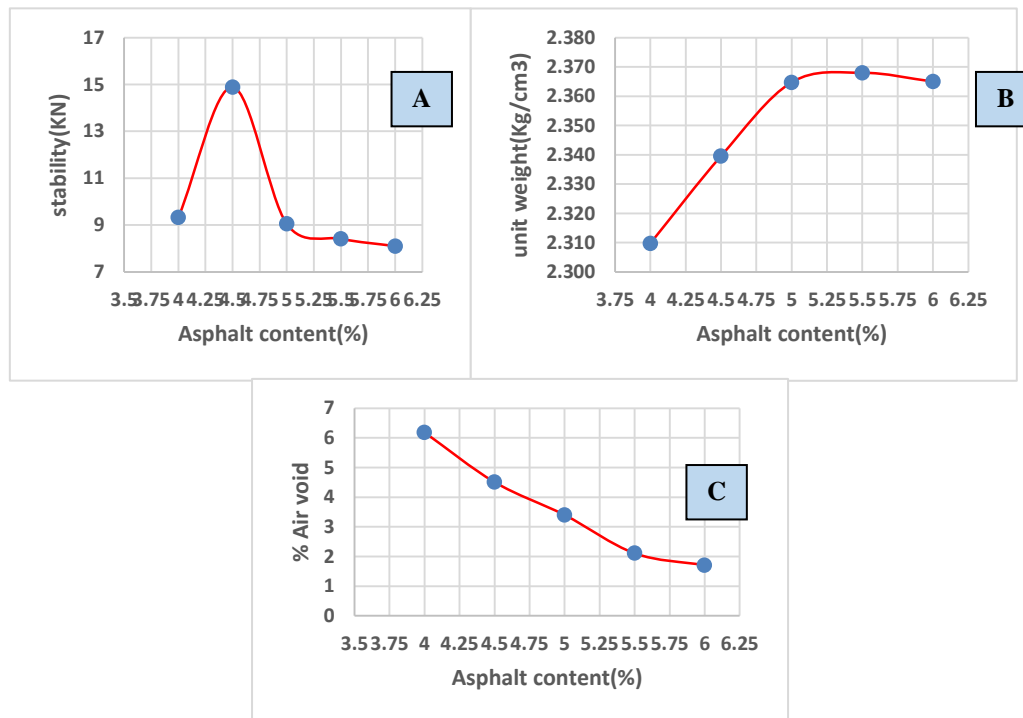 17
15
13
11
9
7
stability(KN)
3.5 3.75 4 4.25 4.5 4.75 5 5.25 5.5 5.75 6 6.25
Asphalt content(%)
A
2.380
2.370
2.360
2.350
2.340
2.330
2.320
2.310
2.300
unit weight(Kg/cm3)
3.75 4 4.25 4.5 4.75 5 5.25 5.5 5.75 6 6.25
Asphalt content(%)
B
7
6
5
4
3
2
1
0
% Air void
3.5 3.75 4 4.25 4.5 4.75 5 5.25 5.5 5.75 6 6.25
Asphalt content(%)
C